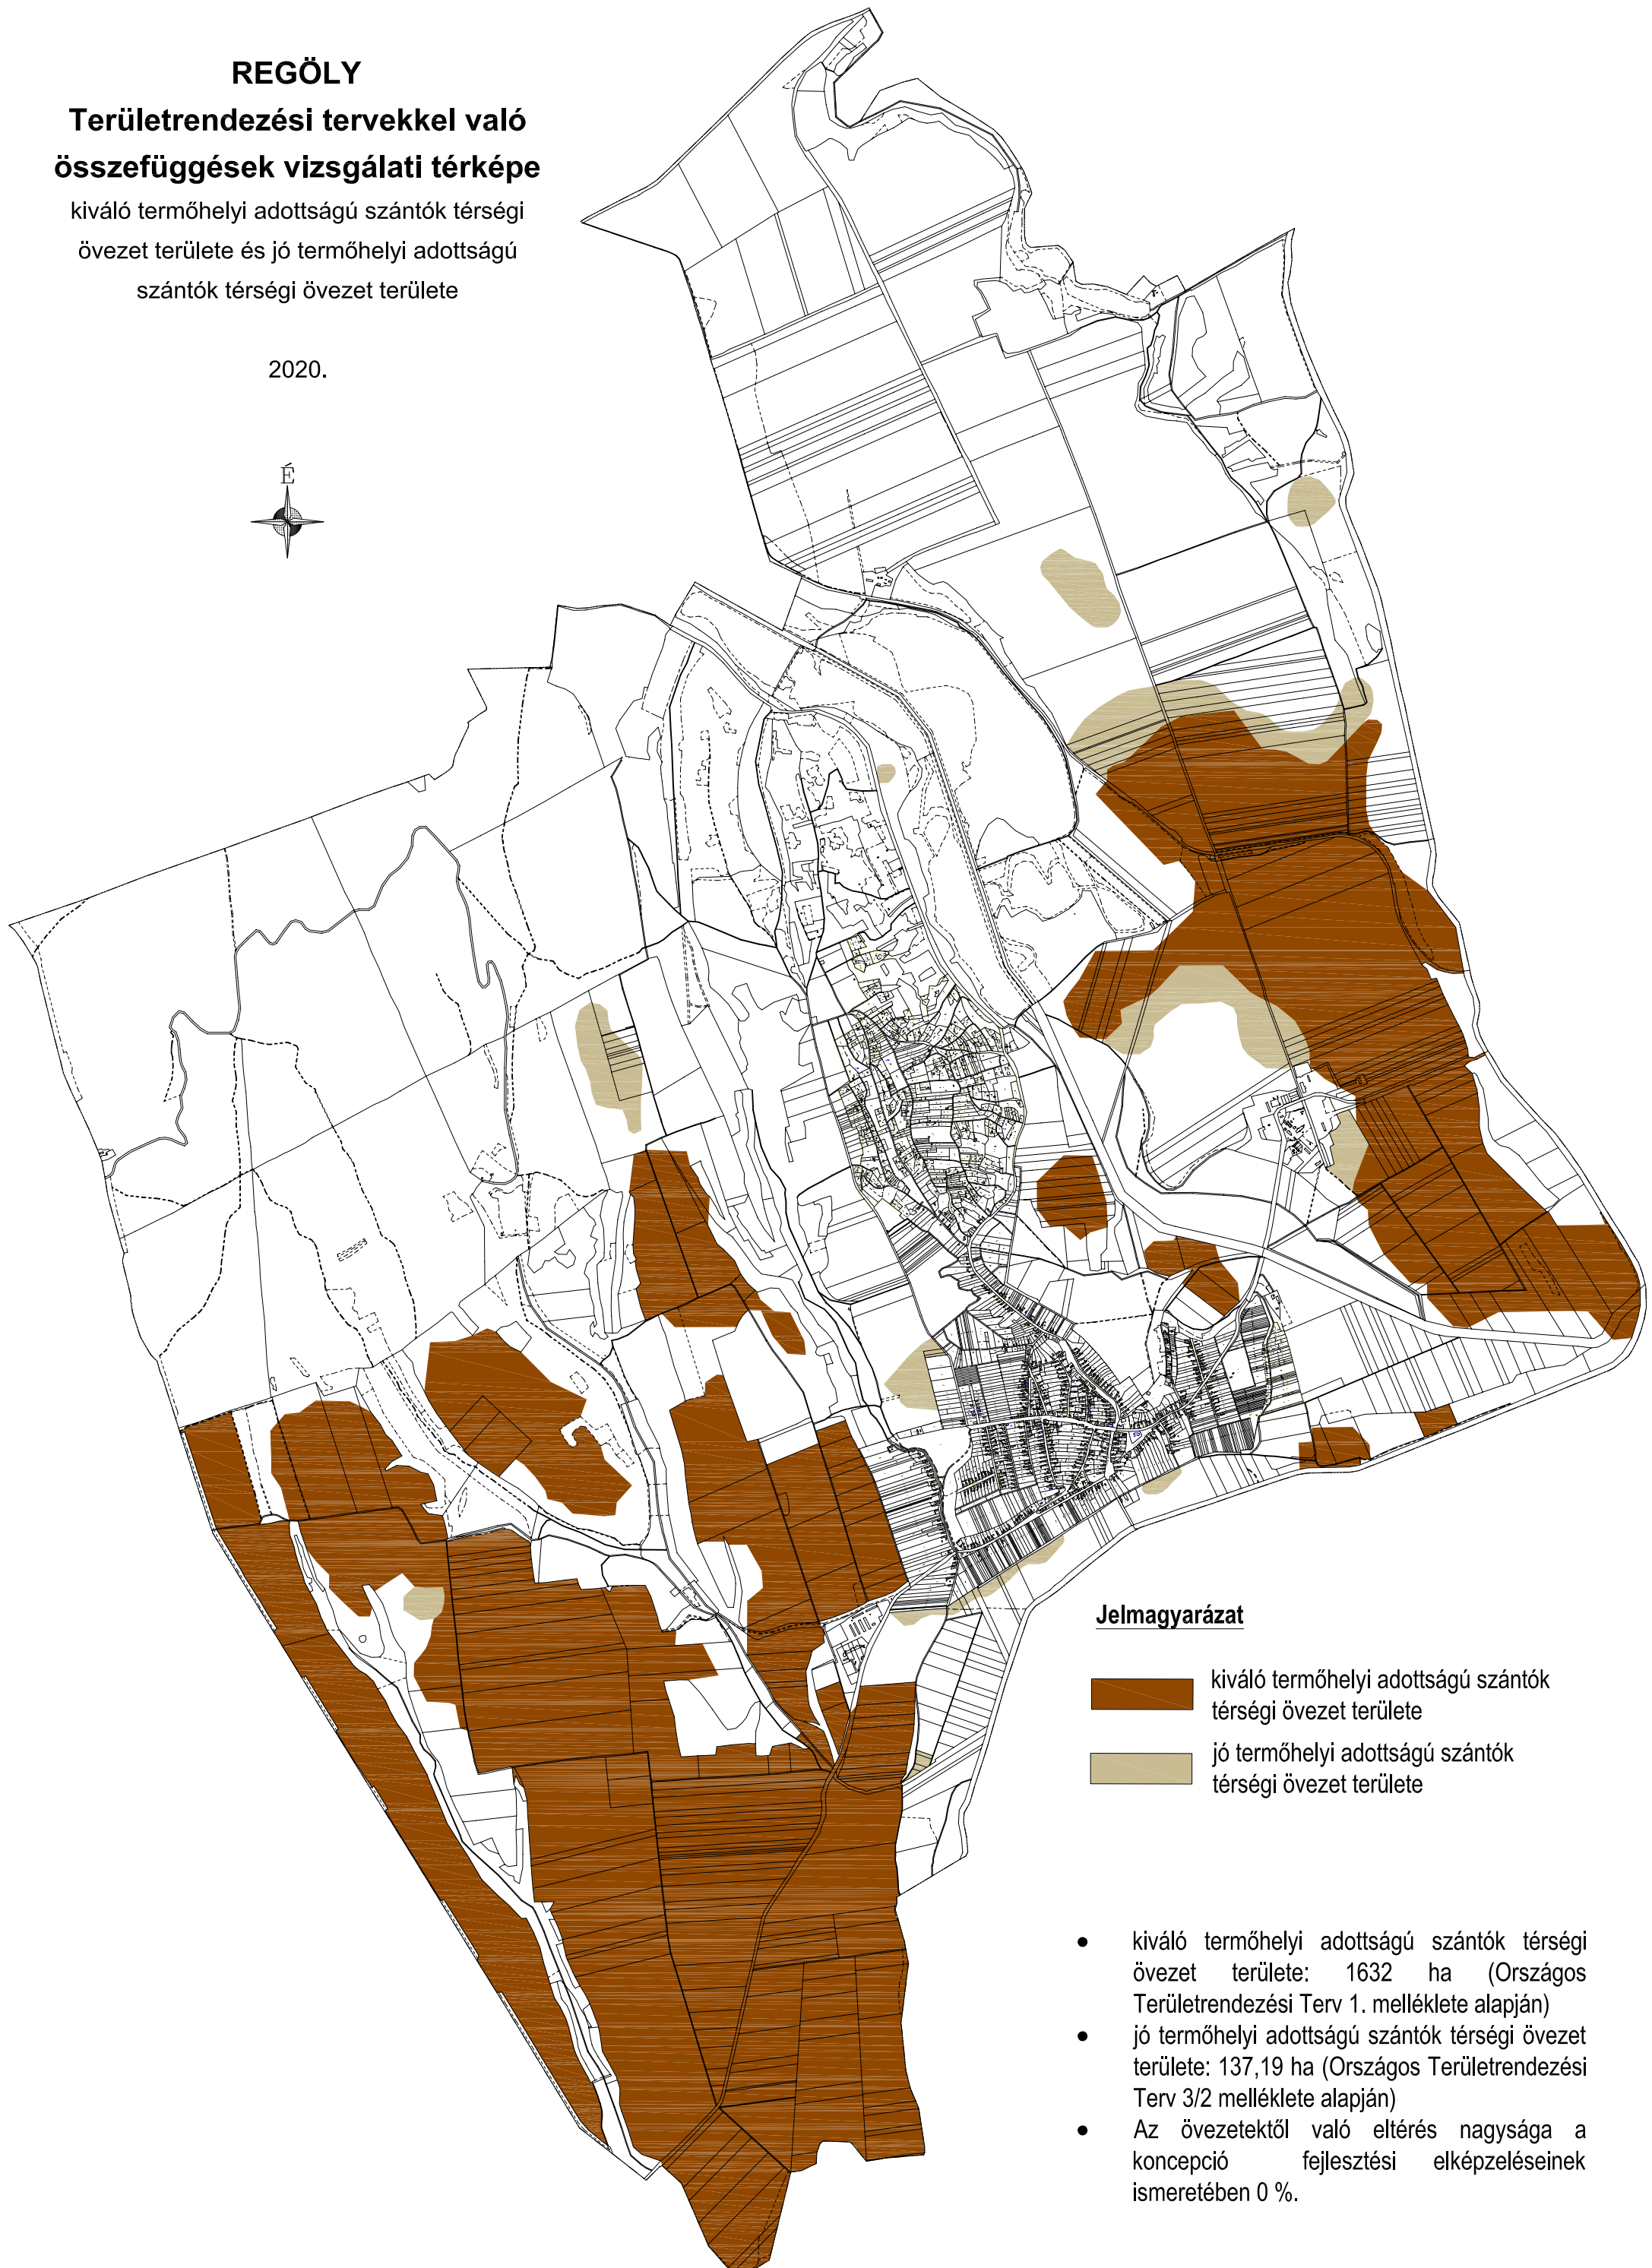 REGÖLY
Területrendezési tervekkel való
összefüggések vizsgálati térképe
kiváló termőhelyi adottságú szántók térségi
övezet területe és jó termőhelyi adottságú
szántók térségi övezet területe
2020.
É
Jelmagyarázat
kiváló termőhelyi adottságú szántók
térségi övezet területe
jó termőhelyi adottságú szántók
térségi övezet területe
• kiváló termőhelyi adottságú szántók térségi
övezet területe: 1632 ha (Országos
Területrendezési Terv 1. melléklete alapján)
• jó termőhelyi adottságú szántók térségi övezet
területe: 137,19 ha (Országos Területrendezési
Terv 3/2 melléklete alapján)
• Az övezetektől való eltérés nagysága a
koncepció fejlesztési elképzeléseinek
ismeretében 0 %.